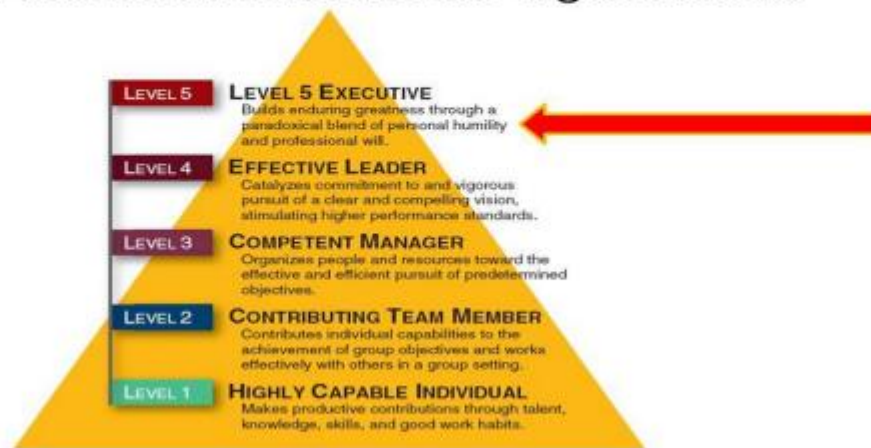 LEVEL 5 LEVEL 5 EXECUTIVE
Builds enduring greatness through a
paradoxical blend of personal humility
and professional will.
LEVEL 4 EFFECTIVE LEADER
Catalyzes commitment to and vigorous
pursuit of a clear and compelling vision,
stimulating higher performance standards.
LEVEL 3 COMPETENT MANAGER
Organizes people and resources toward the
effective and efficient pursuit of predetermined
objectives.
LEVEL 2 CONTRIBUTING TEAM MEMBER
Contributes individual capabilities to the
achievement of group objectives and works
effectively with others in a group setting.
LEVEL 1 HIGHLY CAPABLE INDIVIDUAL
Makes productive contributions through talent,
knowledge, skills, and good work habits.